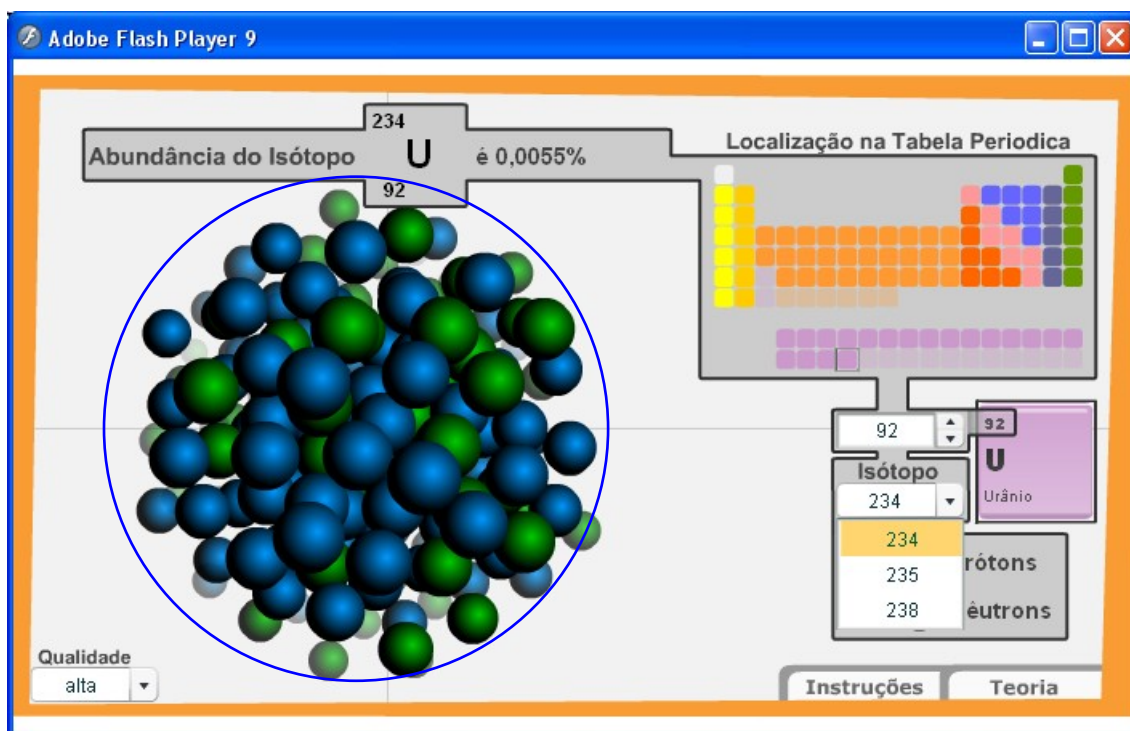 Adobe Flash Player 9
234
Abundância do Isótopo U é 0,0055%
92
Localização na Tabela Periodica
92
92
U
Urânio
Isótopo
234
234
235
238
rótons
êutrons
Qualidade
alta
Instruções
Teoria